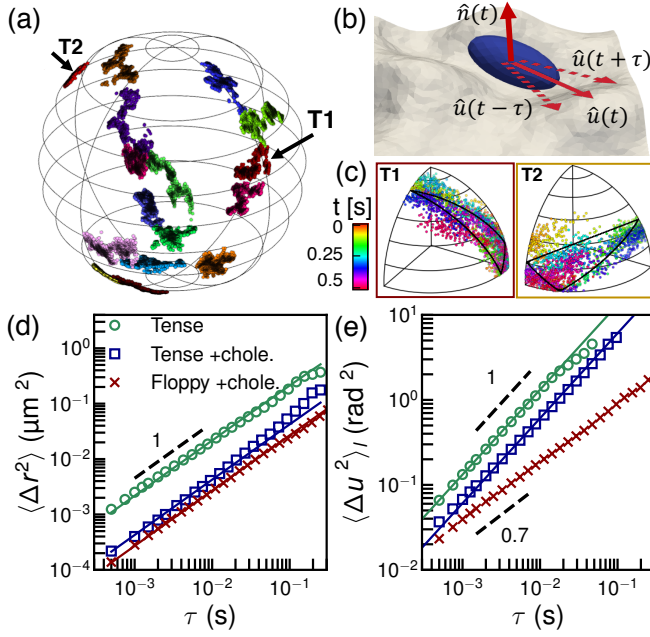 (a)
T2
T1
(b)
n̂(t)
û(t + τ)
û(t − τ)
û(t)
(c)
T1
T2
t [s]
0
0.25
0.5
(d)
Tense
Tense +chole.
Floppy +chole.
1
⟨Δr²⟩ (μm ²)
10⁰
10⁻¹
10⁻²
10⁻³
10⁻⁴
10⁻³
10⁻²
10⁻¹
τ (s)
(e)
1
0.7
⟨Δu ²⟩ₗ (rad ²)
10¹
10⁰
10⁻¹
10⁻²
10⁻³
10⁻²
10⁻¹
τ (s)